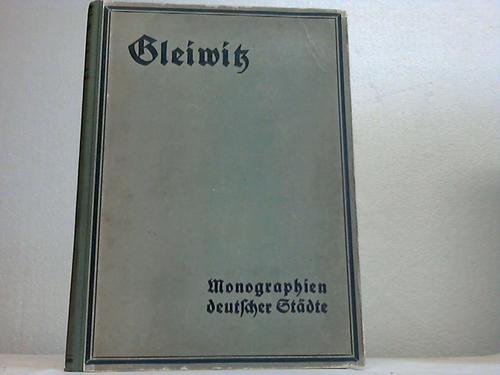 Gleiwitz
Monographien
deutscher Städte